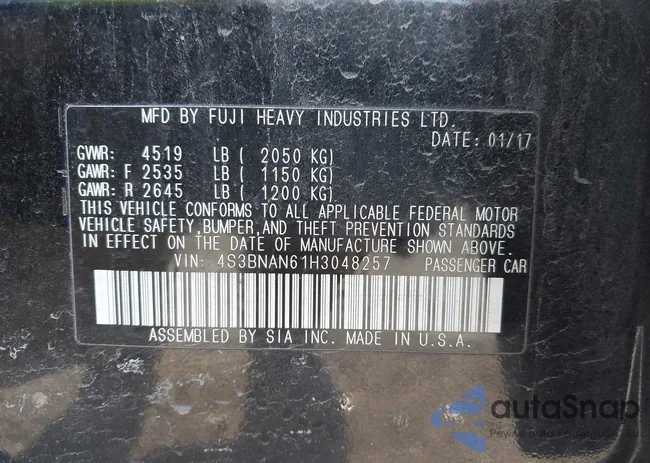 MFD BY FUJI HEAVY INDUSTRIES LTD.
DATE: 01/17
GVWR: 4519 LB ( 2050 KG)
GAWR: F 2535 LB ( 1150 KG)
GAWR: R 2645 LB ( 1200 KG)
THIS VEHICLE CONFORMS TO ALL APPLICABLE FEDERAL MOTOR
VEHICLE SAFETY,BUMPER,AND THEFT PREVENTION STANDARDS
IN EFFECT ON THE DATE OF MANUFACTURE SHOWN ABOVE.
VIN: 4S3BNAN61H3048257 PASSENGER CAR
ASSEMBLED BY SIA INC. MADE IN U.S.A.
autoSnap